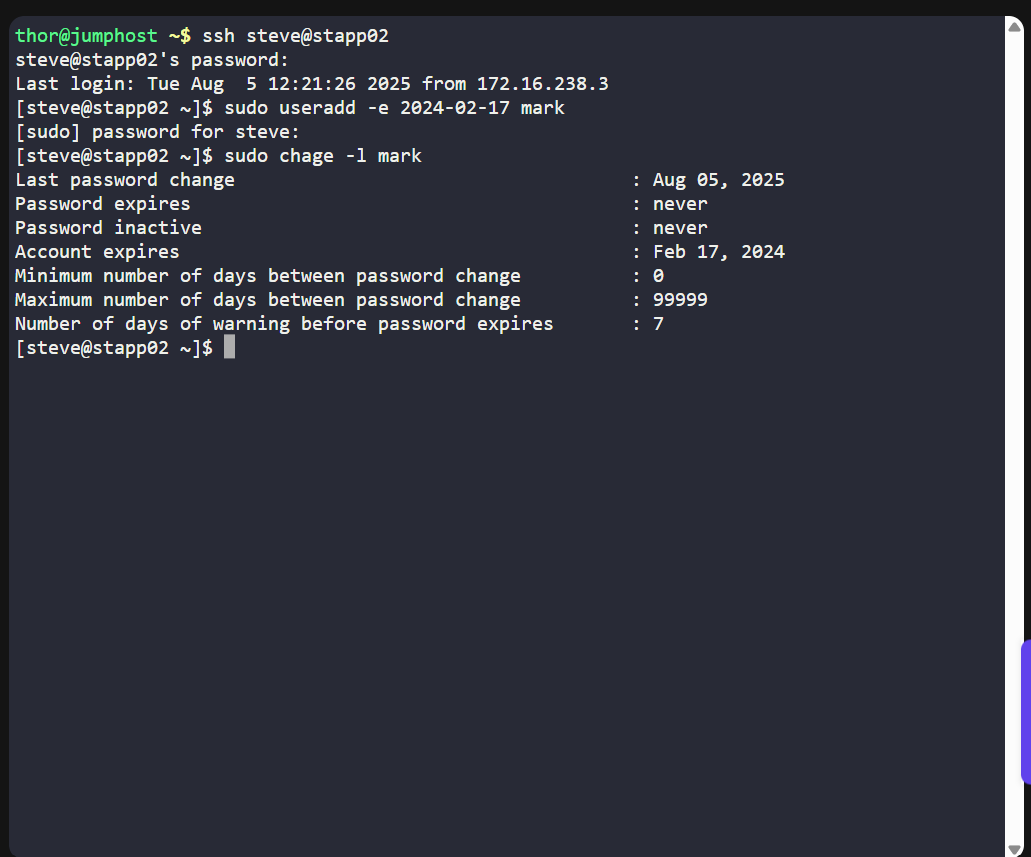 thor@jumphost ~$ ssh steve@stapp02
steve@stapp02's password:
Last login: Tue Aug  5 12:21:26 2025 from 172.16.238.3
[steve@stapp02 ~]$ sudo useradd -e 2024-02-17 mark
[sudo] password for steve:
[steve@stapp02 ~]$ sudo chage -l mark
Last password change                                    : Aug 05, 2025
Password expires                                        : never
Password inactive                                       : never
Account expires                                         : Feb 17, 2024
Minimum number of days between password change          : 0
Maximum number of days between password change          : 99999
Number of days of warning before password expires       : 7
[steve@stapp02 ~]$